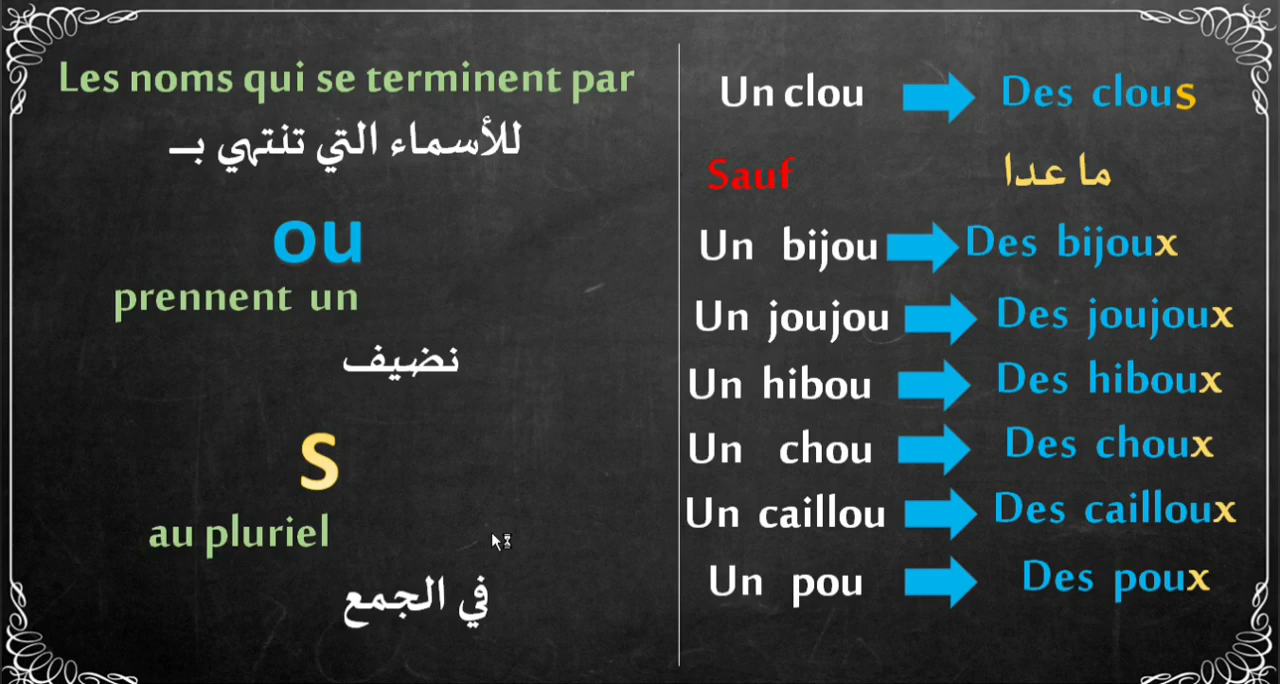 Les noms qui se terminent par
للأسماء التي تنتهي بـ
ou
prennent un
نضيف
S
au pluriel
في الجمع
Un clou Des clous
Sauf ما عدا
Un bijou Des bijoux
Un joujou Des joujoux
Un hibou Des hiboux
Un chou Des choux
Un caillou Des cailloux
Un pou Des poux